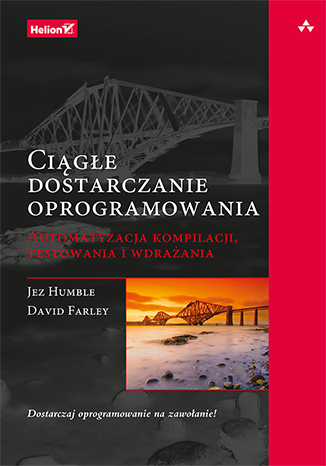 Helion
CIĄGŁE
DOSTARCZANIE
OPROGRAMOWANIA
AUTOMATYZACJA KOMPILACJI,
TESTOWANIA I WDRAŻANIA
JEZ HUMBLE
DAVID FARLEY
Dostarczaj oprogramowanie na zawołanie!